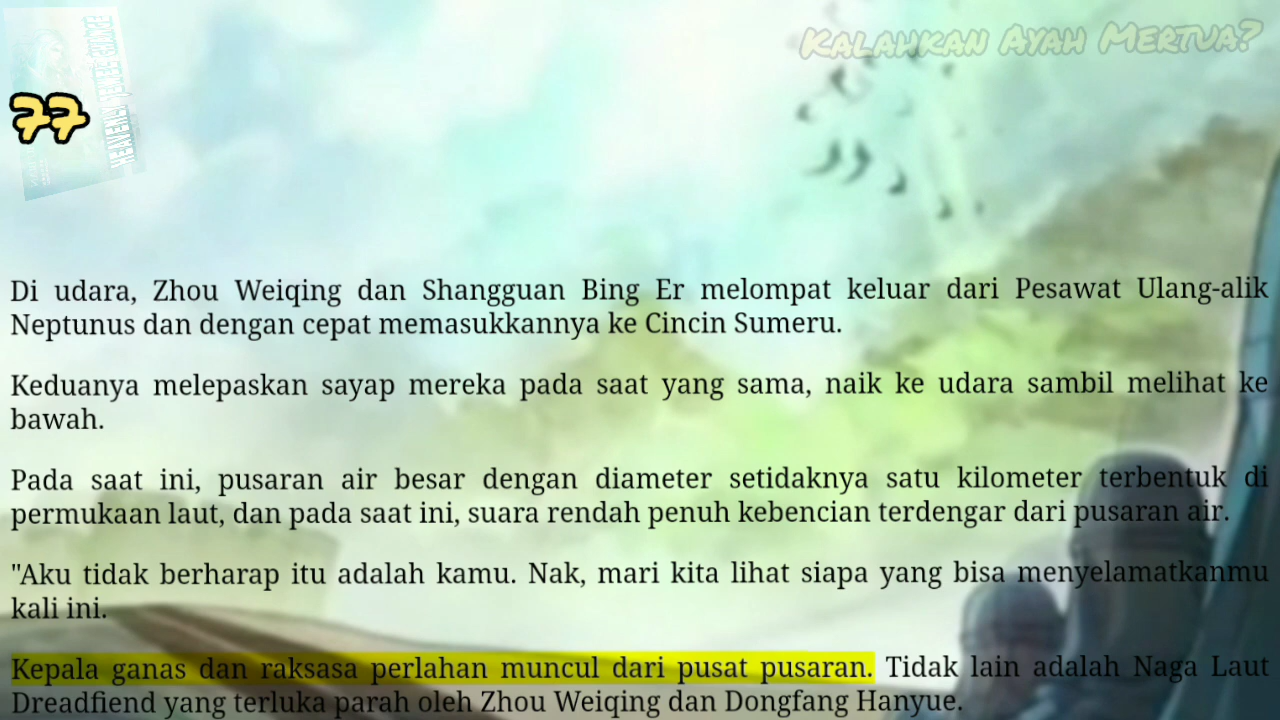 Kalahkan Ayah Mertua?
77
Di udara, Zhou Weiqing dan Shangguan Bing Er melompat keluar dari Pesawat Ulang-alik
Neptunus dan dengan cepat memasukkannya ke Cincin Sumeru.
Keduanya melepaskan sayap mereka pada saat yang sama, naik ke udara sambil melihat ke
bawah.
Pada saat ini, pusaran air besar dengan diameter setidaknya satu kilometer terbentuk di
permukaan laut, dan pada saat ini, suara rendah penuh kebencian terdengar dari pusaran air.
"Aku tidak berharap itu adalah kamu. Nak, mari kita lihat siapa yang bisa menyelamatkanmu
kali ini.
Kepala ganas dan raksasa perlahan muncul dari pusat pusaran. Tidak lain adalah Naga Laut
Dreadfiend yang terluka parah oleh Zhou Weiqing dan Dongfang Hanyue.